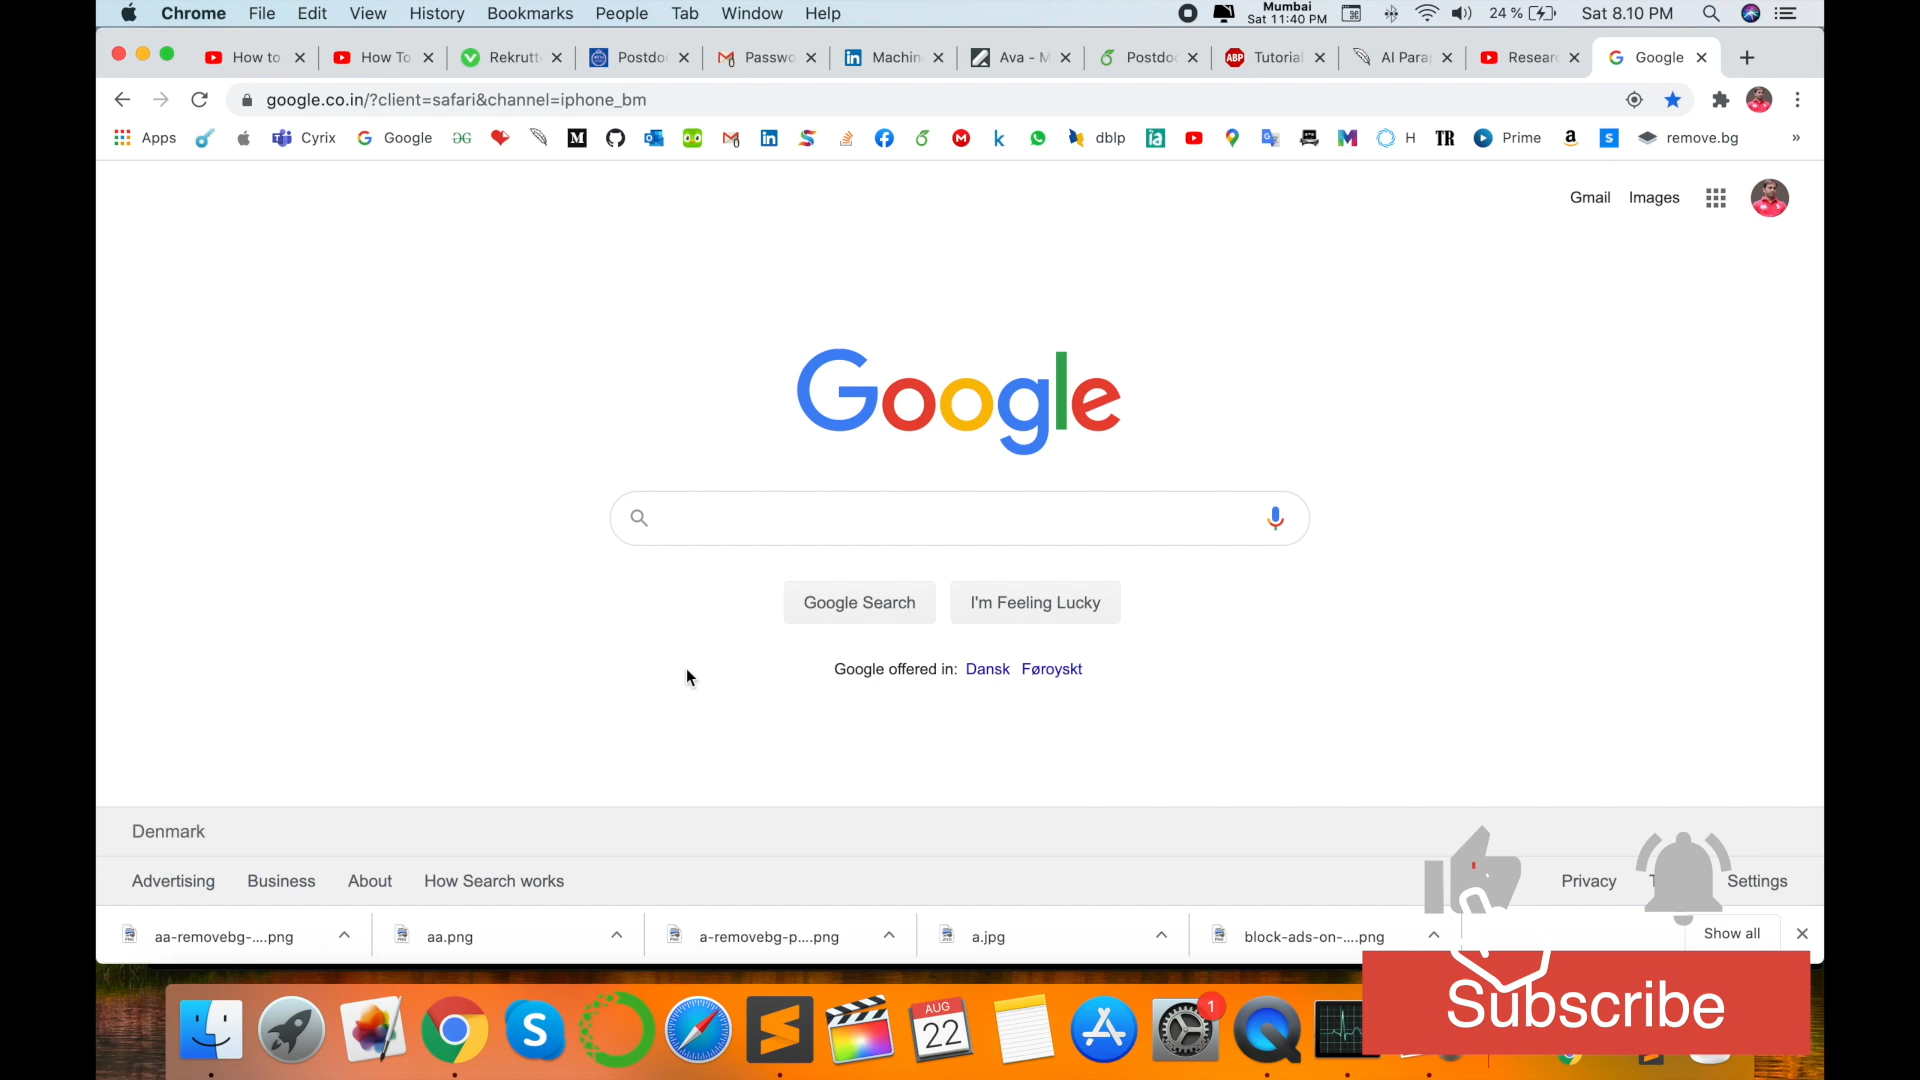 Chrome File Edit View History Bookmarks People Tab Window Help
Mumbai
Sat 11:40 PM
24 %
Sat 8.10 PM
How to
How To
Rekrutt
Postdo
Passwo
Machin
Ava - M
Postdo
ABP
Tutorial
AI Para
Resear
Google
google.co.in/?client=safari&channel=iphone_bm
Apps Cyrix Google dblp H TR Prime remove.bg »
Gmail Images
Google
Google Search I'm Feeling Lucky
Google offered in: Dansk Føroyskt
Denmark
Advertising Business About How Search works Privacy Settings
aa-removebg-....png aa.png a-removebg-p....png a.jpg block-ads-on-....png Show all
Subscribe
AUG
22
1